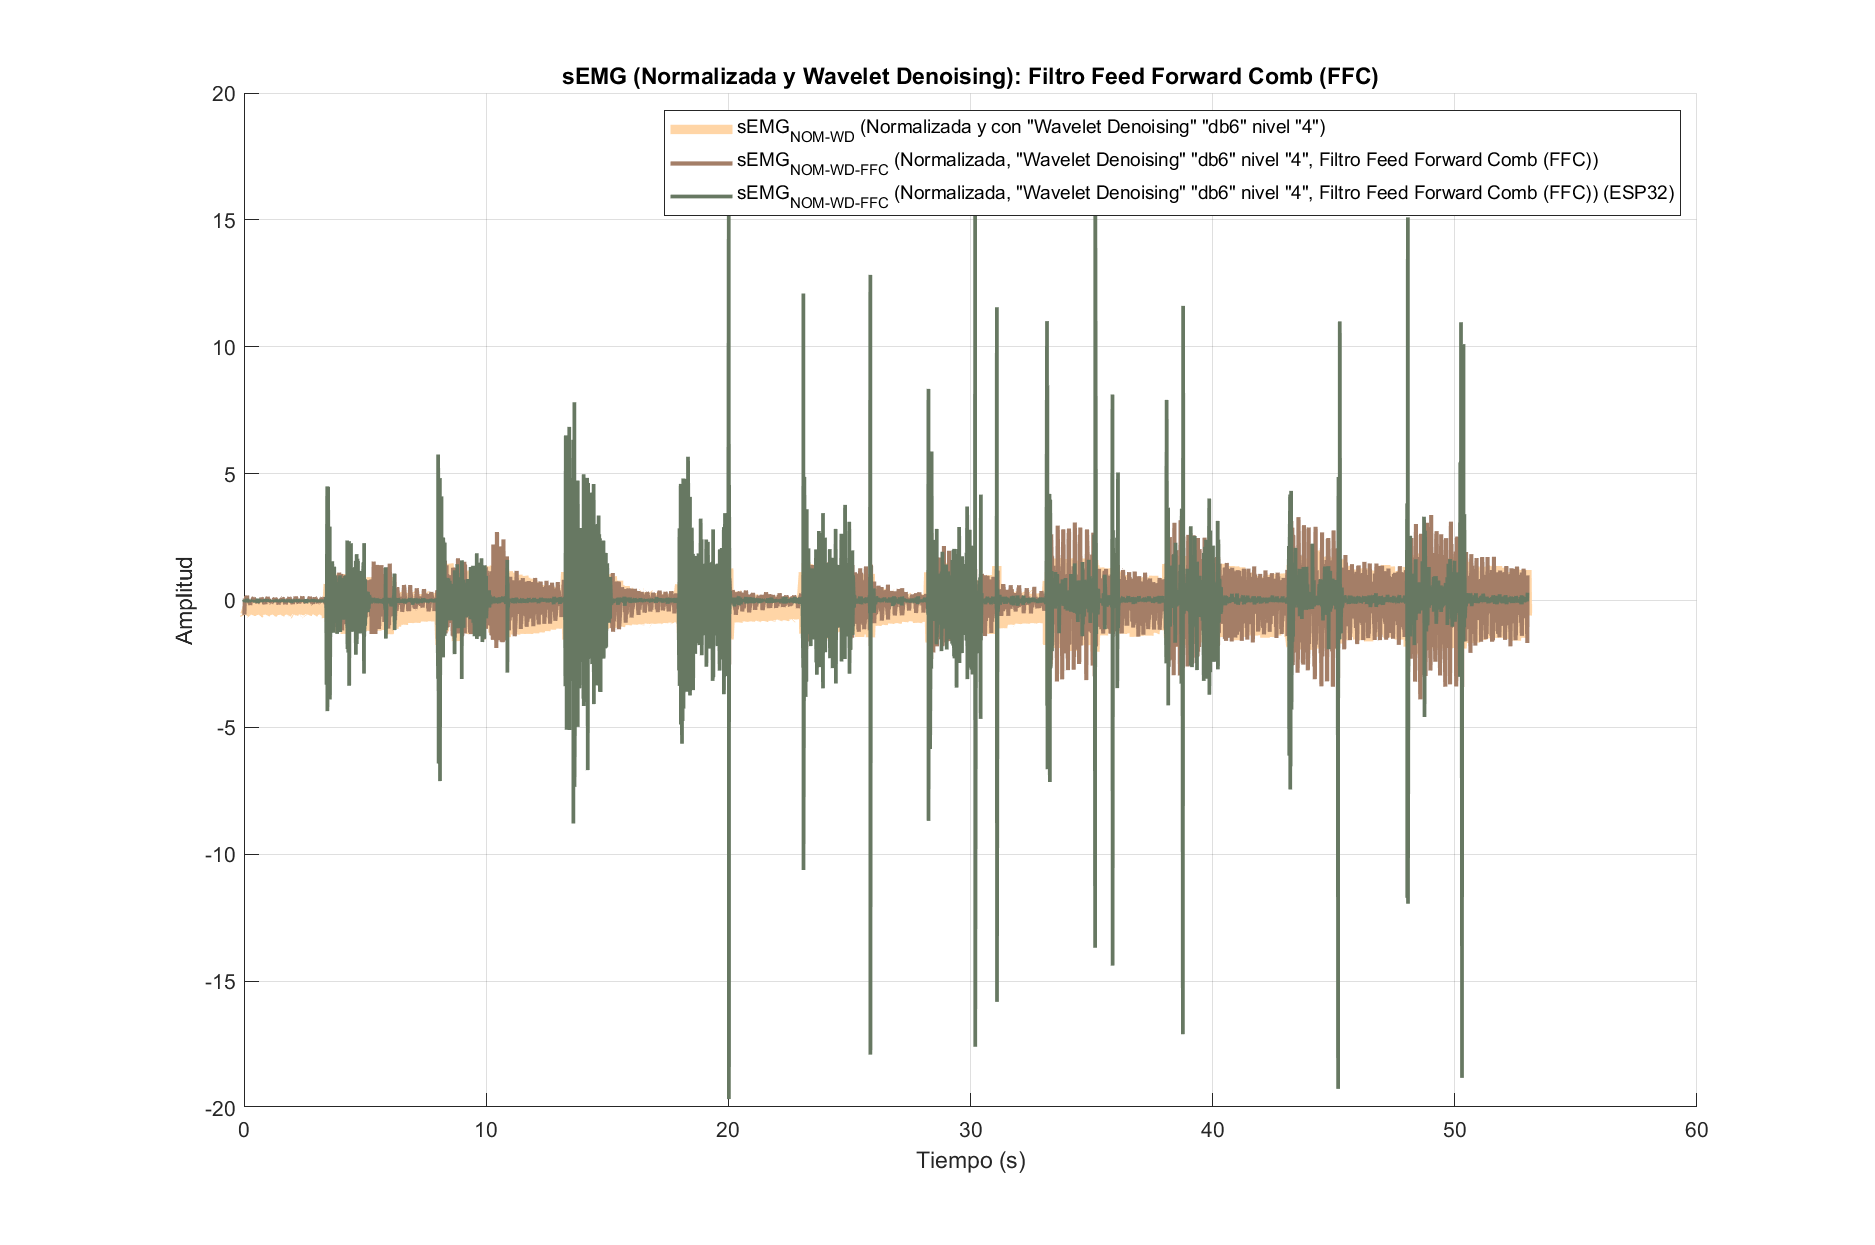 sEMG (Normalizada y Wavelet Denoising): Filtro Feed Forward Comb (FFC)
sEMG_NOM-WD (Normalizada y con "Wavelet Denoising" "db6" nivel "4")
sEMG_NOM-WD-FFC (Normalizada, "Wavelet Denoising" "db6" nivel "4", Filtro Feed Forward Comb (FFC))
sEMG_NOM-WD-FFC (Normalizada, "Wavelet Denoising" "db6" nivel "4", Filtro Feed Forward Comb (FFC)) (ESP32)
20
15
10
5
0
-5
-10
-15
-20
Amplitud
0 10 20 30 40 50 60
Tiempo (s)